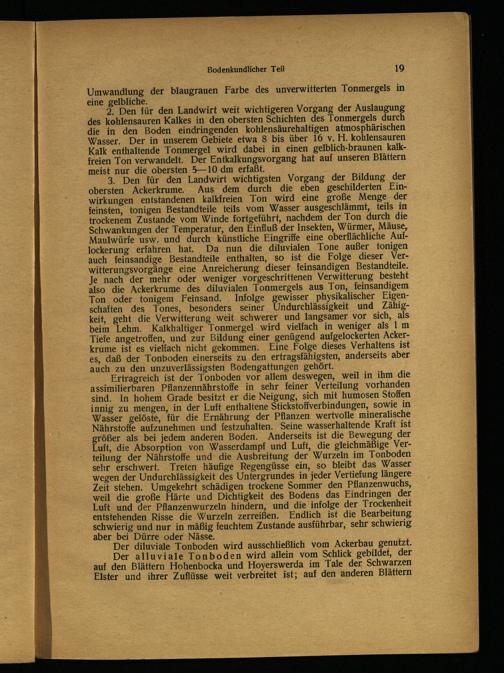 Bodenkundlicher Teil 19
Umwandlung der blaugrauen Farbe des unverwitterten Tonmergels in
eine gelbliche.
2. Den für den Landwirt weit wichtigeren Vorgang der Auslaugung
des kohlensauren Kalkes in den obersten Schichten des Tonmergels durch
die in den Boden eindringenden kohlensäurehaltigen atmosphärischen
Wasser. Der in unserem Gebiete etwa 8 bis über 16 v. H. kohlensauren
Kalk enthaltende Tonmergel wird dabei in einen gelblich-braunen kalk-
freien Ton verwandelt. Der Entkalkungsvorgang hat auf unseren Blättern
meist nur die obersten 5—10 dm erfaßt.
3. Den für den Landwirt wichtigsten Vorgang der Bildung der
obersten Ackerkrume. Aus dem durch die eben geschilderten Ein-
wirkungen entstandenen kalkfreien Ton wird eine große Menge der
feinsten, tonigen Bestandteile teils vom Wasser ausgeschlämmt, teils in
trockenem Zustande vom Winde fortgeführt, nachdem der Ton durch die
Schwankungen der Temperatur, den Einfluß der Insekten, Würmer, Mäuse,
Maulwürfe usw. und durch künstliche Eingriffe eine oberflächliche Auf-
lockerung erfahren hat. Da nun die diluvialen Tone außer tonigen
auch feinsandige Bestandteile enthalten, so ist die Folge dieser Ver-
witterungsvorgänge eine Anreicherung dieser feinsandigen Bestandteile.
Je nach der mehr oder weniger vorgeschrittenen Verwitterung besteht
also die Ackerkrume des diluvialen Tonmergels aus Ton, feinsandigem
Ton oder tonigem Feinsand. Infolge gewisser physikalischer Eigen-
schaften des Tones, besonders seiner Undurchlässigkeit und Zähig-
keit, geht die Verwitterung weit schwerer und langsamer vor sich, als
beim Lehm. Kalkhaltiger Tonmergel wird vielfach in weniger als 1 m
Tiefe angetroffen, und zur Bildung einer genügend aufgelockerten Acker-
krume ist es vielfach nicht gekommen. Eine Folge dieses Verhaltens ist
es, daß der Tonboden einerseits zu den ertragsfähigsten, anderseits aber
auch zu den unzuverlässigsten Bodengattungen gehört.
Ertragreich ist der Tonboden vor allem deswegen, weil in ihm die
assimilierbaren Pflanzennährstoffe in sehr feiner Verteilung vorhanden
sind. In hohem Grade besitzt er die Neigung, sich mit humosen Stoffen
innig zu mengen, in der Luft enthaltene Stickstoffverbindungen, sowie in
Wasser gelöste, für die Ernährung der Pflanzen wertvolle mineralische
Nährstoffe aufzunehmen und festzuhalten. Seine wasserhaltende Kraft ist
größer als bei jedem anderen Boden. Anderseits ist die Bewegung der
Luft, die Absorption von Wasserdampf und Luft, die gleichmäßige Ver-
teilung der Nährstoffe und die Ausbreitung der Wurzeln im Tonboden
sehr erschwert. Treten häufige Regengüsse ein, so bleibt das Wasser
wegen der Undurchlässigkeit des Untergrundes in jeder Vertiefung längere
Zeit stehen. Umgekehrt schädigen trockene Sommer den Pflanzenwuchs,
weil die große Härte und Dichtigkeit des Bodens das Eindringen der
Luft und der Pflanzenwurzeln hindern, und die infolge der Trockenheit
entstehenden Risse die Wurzeln zerreißen. Endlich ist die Bearbeitung
schwierig und nur in mäßig feuchtem Zustande ausführbar, sehr schwierig
aber bei Dürre oder Nässe.
Der diluviale Tonboden wird ausschließlich vom Ackerbau genutzt.
Der alluviale Tonboden wird allein vom Schlick gebildet, der
auf den Blättern Hohenbocka und Hoyerswerda im Tale der Schwarzen
Elster und ihrer Zuflüsse weit verbreitet ist; auf den anderen Blättern